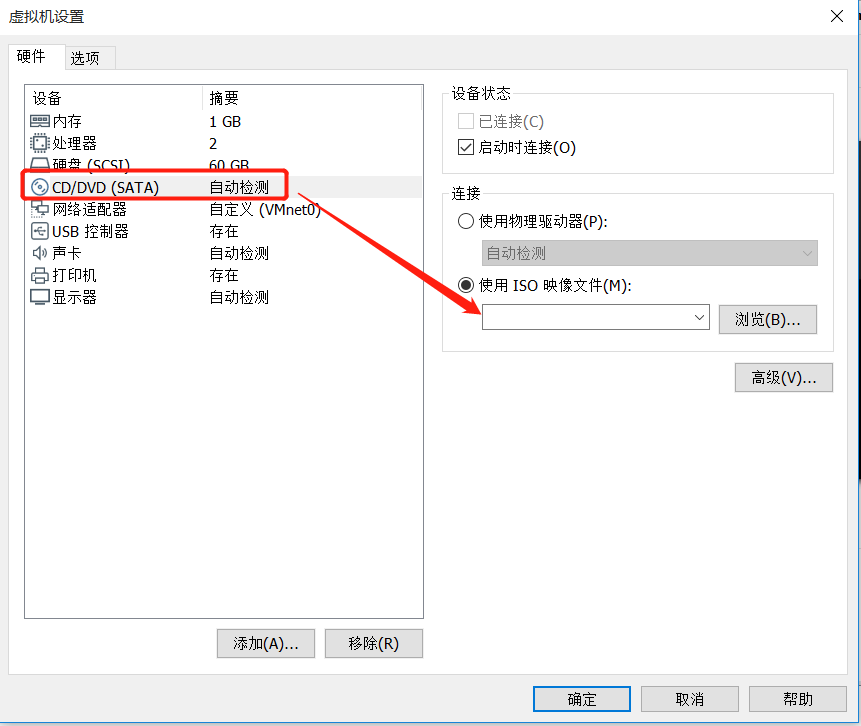 虚拟机设置
硬件 选项
设备 摘要
内存 1 GB
处理器 2
硬盘 (SCSI) 60 GB
CD/DVD (SATA) 自动检测
网络适配器 自定义 (VMnet0)
USB 控制器 存在
声卡 自动检测
打印机 存在
显示器 自动检测
添加(A)... 移除(R)
设备状态
已连接(C)
启动时连接(O)
连接
使用物理驱动器(P):
自动检测
使用 ISO 映像文件(M):
浏览(B)...
高级(V)...
确定 取消 帮助